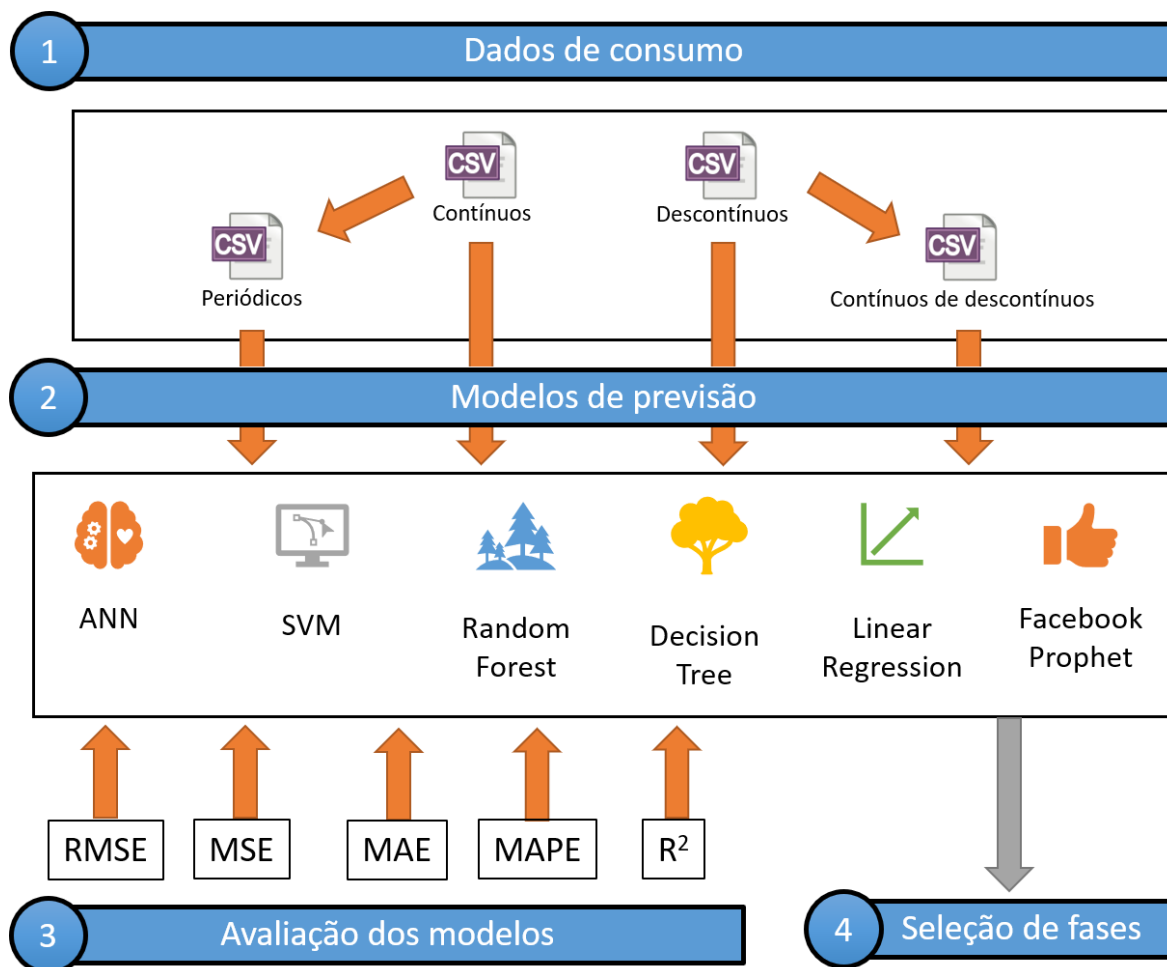 1
Dados de consumo
CSV
CSV
Contínuos
Descontínuos
CSV
CSV
Periódicos
Contínuos de descontínuos
2
Modelos de previsão
ANN
SVM
Random
Forest
Decision
Tree
Linear
Regression
Facebook
Prophet
RMSE
MSE
MAE
MAPE
R²
3
Avaliação dos modelos
4
Seleção de fases